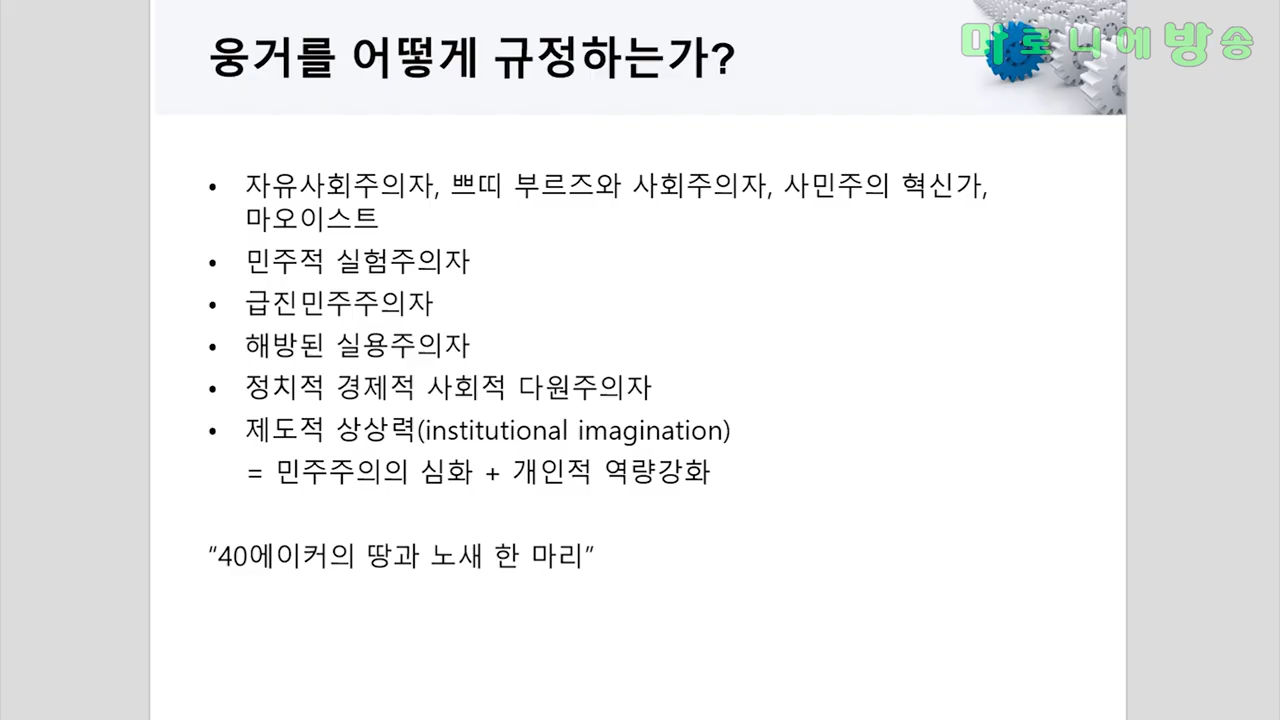 웅거를 어떻게 규정하는가?
마로니에방송
• 자유사회주의자, 쁘띠 부르즈와 사회주의자, 사민주의 혁신가,
마오이스트
• 민주적 실험주의자
• 급진민주주의자
• 해방된 실용주의자
• 정치적 경제적 사회적 다원주의자
• 제도적 상상력(institutional imagination)
= 민주주의의 심화 + 개인적 역량강화
“40에이커의 땅과 노새 한 마리”